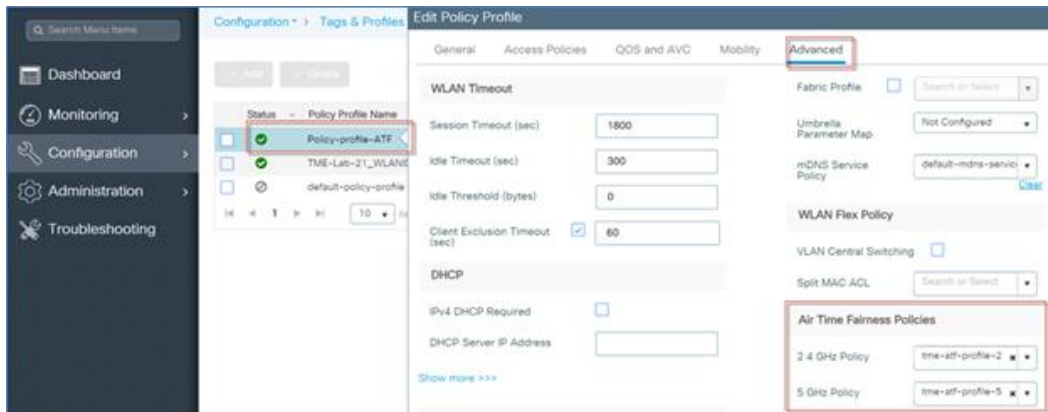 Search Menu Items
Dashboard
Monitoring
Configuration
Administration
Troubleshooting
Configuration > Tags & Profiles
Status
Policy Profile Name
Policy-profile-ATF
TME-Lab-21_WLANID
default-policy-profile
1
10
Edit Policy Profile
General
Access Policies
QOS and AVC
Mobility
Advanced
WLAN Timeout
Session Timeout (sec)
1800
Idle Timeout (sec)
300
Idle Threshold (bytes)
0
Client Exclusion Timeout (sec)
60
DHCP
IPv4 DHCP Required
DHCP Server IP Address
Show more >>>
Fabric Profile
Search or Select
Umbrella
Parameter Map
Not Configured
mDNS Service
Policy
default-mdns-servic
Clear
WLAN Flex Policy
VLAN Central Switching
Split MAC ACL
Search or Select
Air Time Fairness Policies
2.4 GHz Policy
tme-atf-profile-2
5 GHz Policy
tme-atf-profile-5